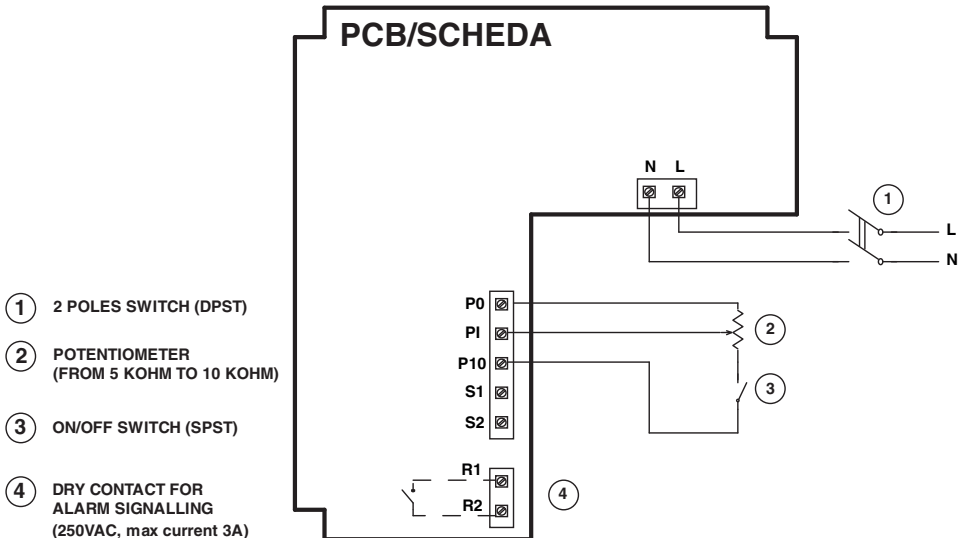 PCB/SCHEDA
N L
1
L
N
P0
PI
P10
S1
S2
2
3
R1
R2
4
1 2 POLES SWITCH (DPST)
2 POTENTIOMETER
(FROM 5 KOHM TO 10 KOHM)
3 ON/OFF SWITCH (SPST)
4 DRY CONTACT FOR
ALARM SIGNALLING
(250VAC, max current 3A)